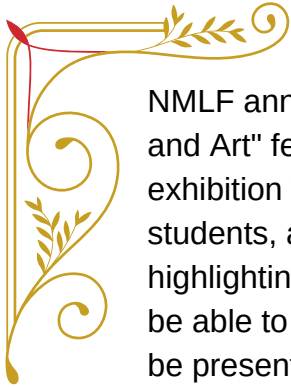 NMLF ann
and Art" fe
exhibition
students, a
highlightin
be able to
be present